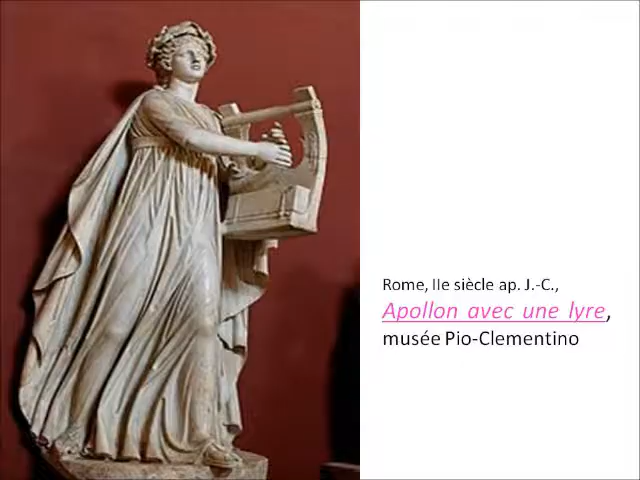 Rome, IIe siècle ap. J.-C.,
Apollon avec une lyre,
musée Pio-Clementino